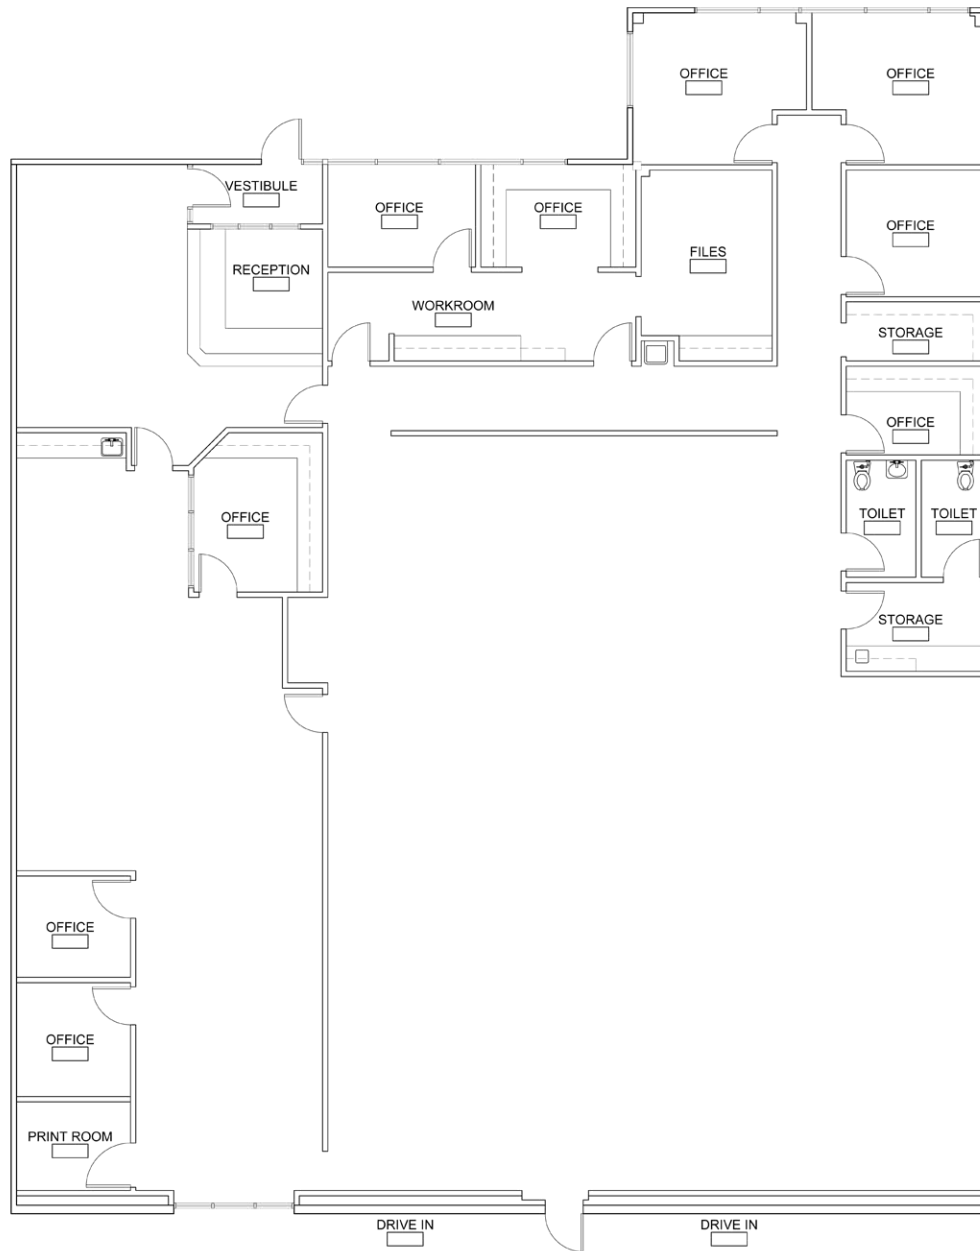 OFFICE
OFFICE
VESTIBULE
OFFICE
OFFICE
OFFICE
FILES
RECEPTION
WORKROOM
STORAGE
OFFICE
OFFICE
TOILET
TOILET
STORAGE
OFFICE
OFFICE
PRINT ROOM
DRIVE IN
DRIVE IN